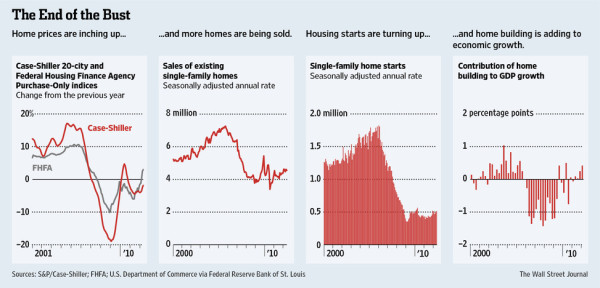 The End of the Bust
Home prices are inching up...
Case-Shiller 20-city and
Federal Housing Finance Agency
Purchase-Only indices
Change from the previous year
20%
10
0
−10
−20
Case-Shiller
FHFA
2001
'10
...and more homes are being sold.
Sales of existing
single-family homes
Seasonally adjusted annual rate
8 million
6
4
2
0
2000
'10
Housing starts are turning up...
Single-family home starts
Seasonally adjusted annual rate
2.0 million
1.5
1.0
0.5
0
2000
'10
...and home building is adding to
economic growth.
Contribution of home
building to GDP growth
2 percentage points
1
0
−1
−2
2000
'10
Sources: S&P/Case-Shiller; FHFA; U.S. Department of Commerce via Federal Reserve Bank of St. Louis
The Wall Street Journal